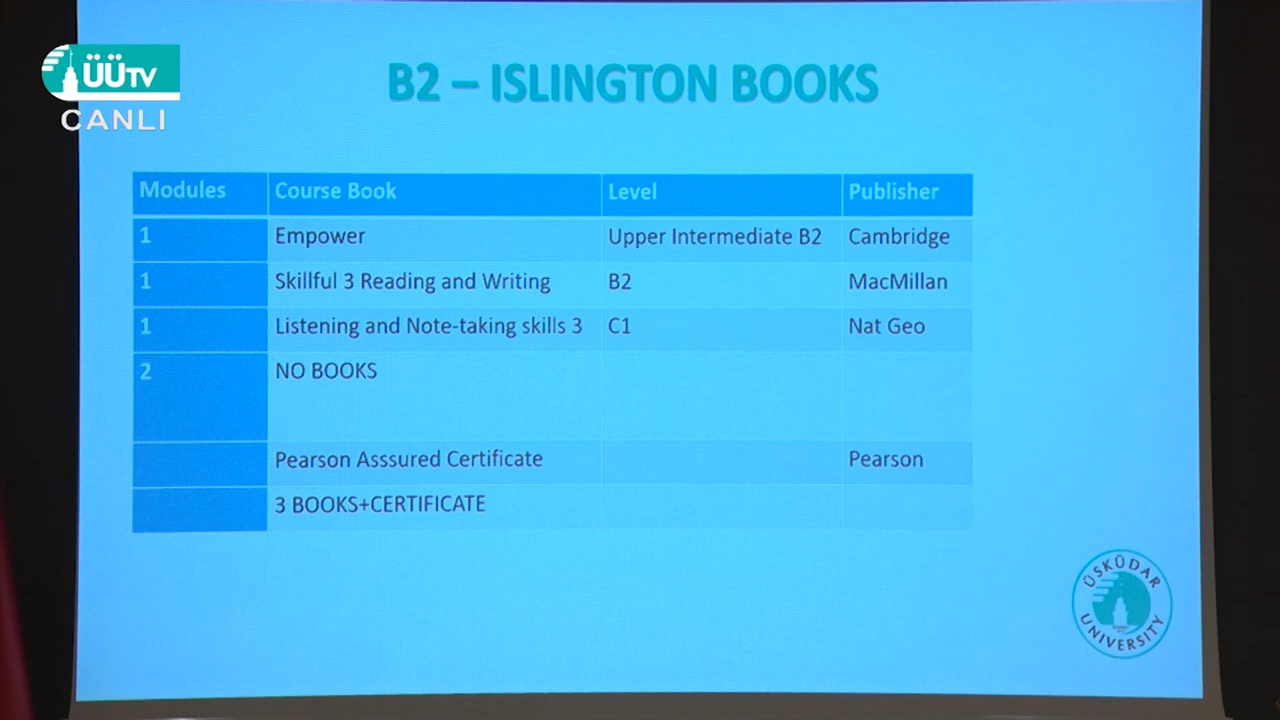 ÜÜTV
CANLI
B2 – ISLINGTON BOOKS
Modules Course Book Level Publisher
1 Empower Upper Intermediate B2 Cambridge
1 Skillful 3 Reading and Writing B2 MacMillan
1 Listening and Note-taking skills 3 C1 Nat Geo
2 NO BOOKS
Pearson Asssured Certificate Pearson
3 BOOKS+CERTIFICATE
ÜSKÜDAR
UNIVERSITY